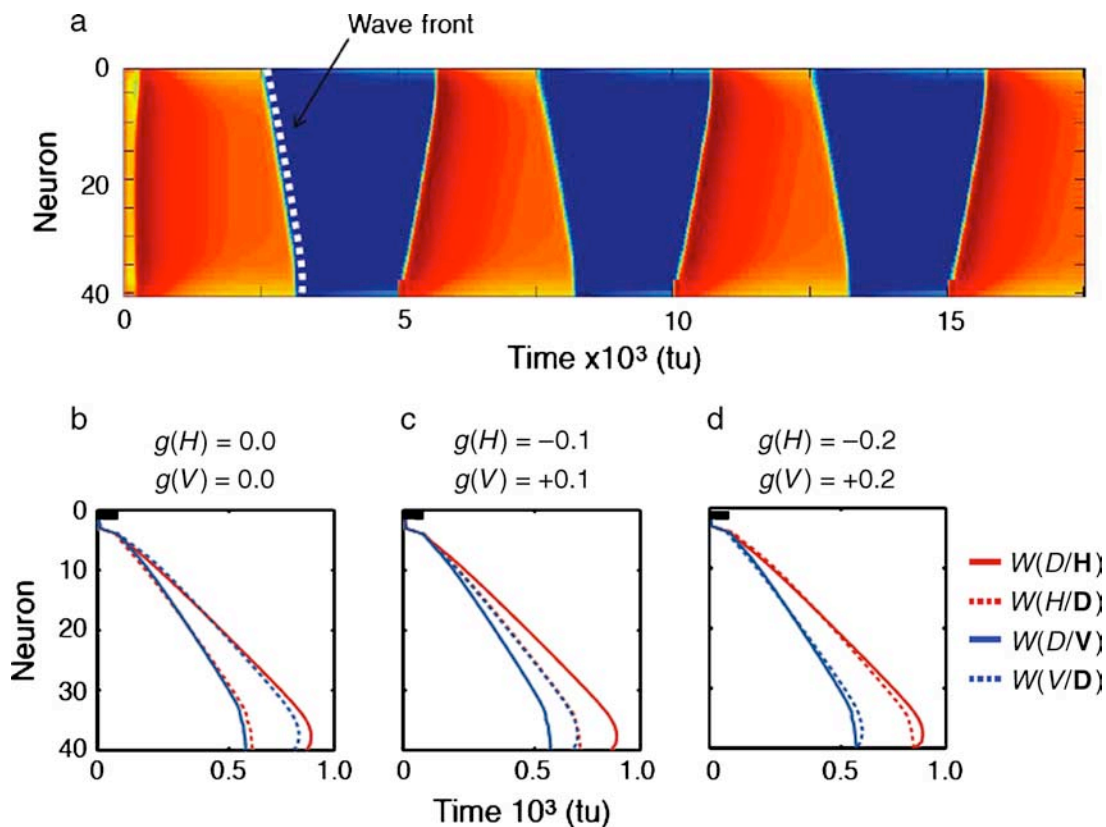 a
Wave front
Neuron
0
20
40
0 5 10 15
Time x10³ (tu)
b
g(H) = 0.0
g(V) = 0.0
c
g(H) = −0.1
g(V) = +0.1
d
g(H) = −0.2
g(V) = +0.2
Neuron
0
10
20
30
40
0 0.5 1.0
0 0.5 1.0
0 0.5 1.0
Time 10³ (tu)
W(D/H)
W(H/D)
W(D/V)
W(V/D)